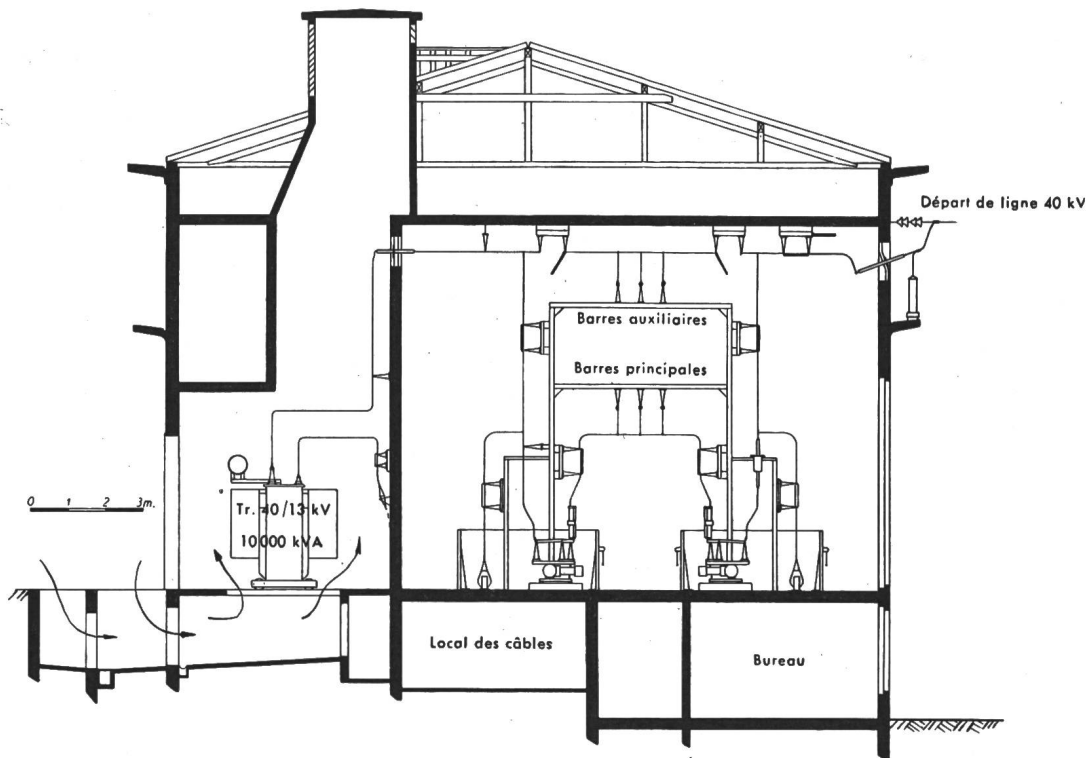 Départ de ligne 40 kV
Barres auxiliaires
Barres principales
0 1 2 3m.
Tr. 40/13 kV
10000 kVA
Local des câbles
Bureau